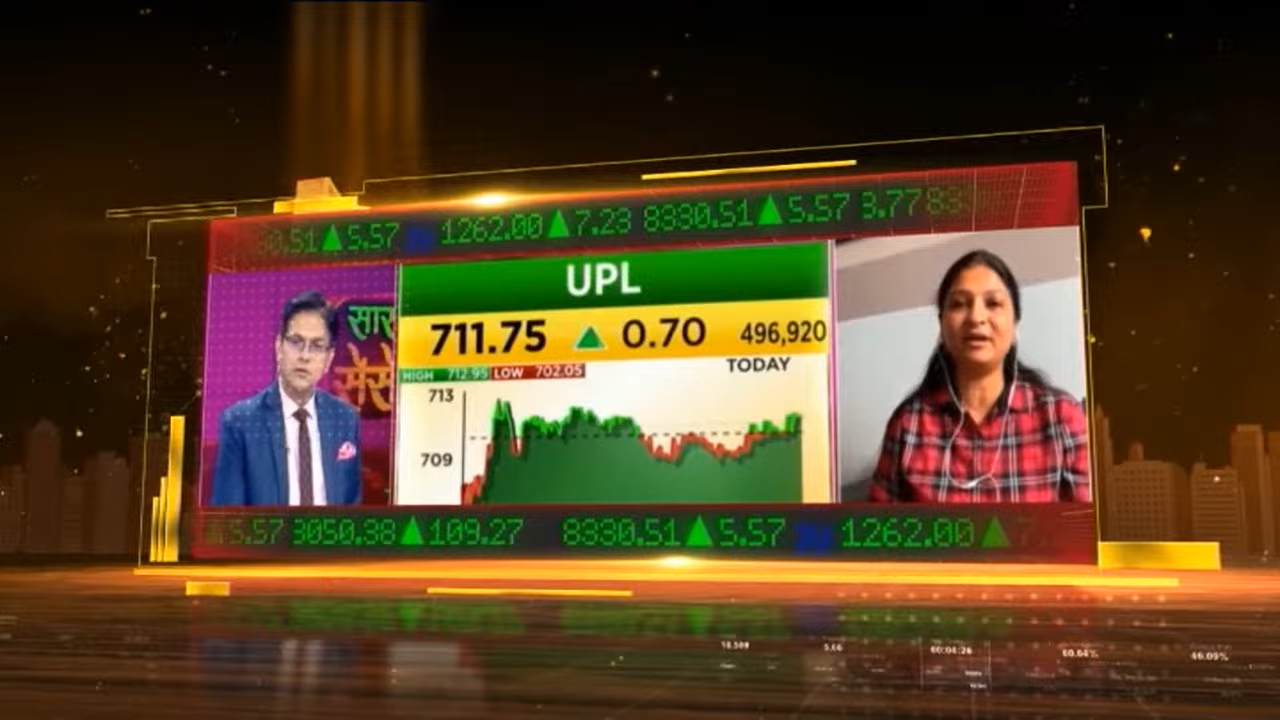 ▲5.57 1262.00▲7.23 8330.51▲5.57 3.77
सार
UPL
711.75 ▲ 0.70 496,920
TODAY
HIGH 712.95 LOW 702.05
713
709
5.57 3050.38▲109.27 8330.51▲5.57 1262.00▲